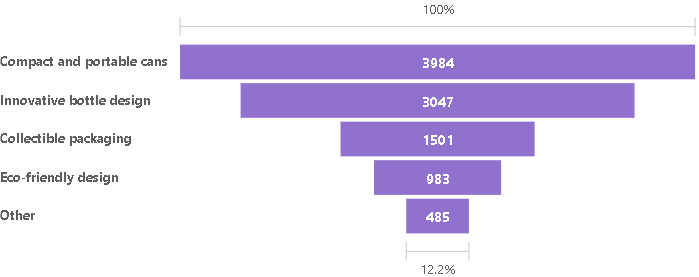 100%
Compact and portable cans 3984
Innovative bottle design 3047
Collectible packaging 1501
Eco-friendly design 983
Other 485
12.2%